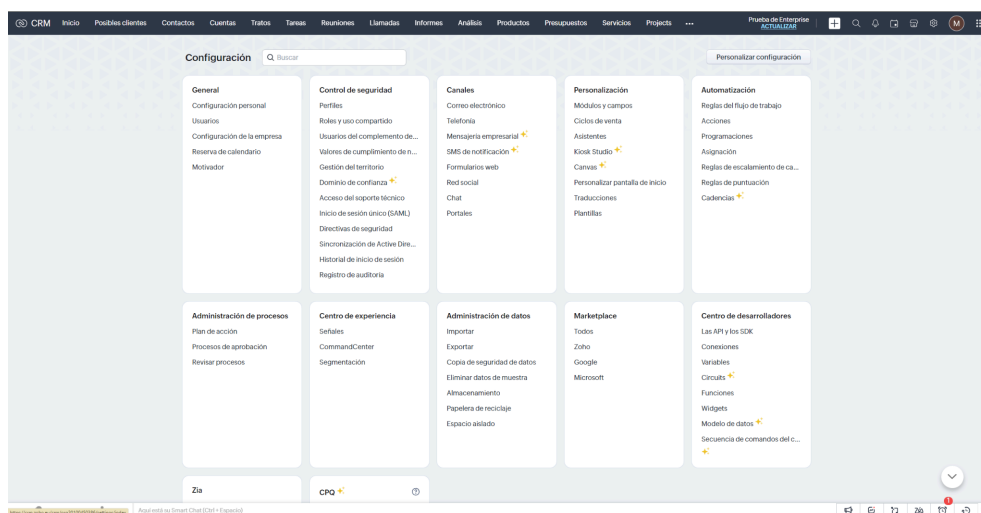 CRM Inicio Posibles clientes Contactos Cuentas Tratos Tareas Reuniones Llamadas Informes Análisis Productos Presupuestos Servicios Projects ••• Prueba de Enterprise
ACTUALIZAR
M
Configuración
Buscar
Personalizar configuración
General
Configuración personal
Usuarios
Configuración de la empresa
Reserva de calendario
Motivador
Control de seguridad
Perfiles
Roles y uso compartido
Usuarios del complemento de...
Valores de cumplimiento de n...
Gestión del territorio
Dominio de confianza
Acceso del soporte técnico
Inicio de sesión único (SAML)
Directivas de seguridad
Sincronización de Active Dire...
Historial de inicio de sesión
Registro de auditoría
Canales
Correo electrónico
Telefonía
Mensajería empresarial
SMS de notificación
Formularios web
Red social
Chat
Portales
Personalización
Módulos y campos
Ciclos de venta
Asistentes
Kiosk Studio
Canvas
Personalizar pantalla de inicio
Traducciones
Plantillas
Automatización
Reglas del flujo de trabajo
Acciones
Programaciones
Asignación
Reglas de escalamiento de ca...
Reglas de puntuación
Cadencias
Administración de procesos
Plan de acción
Procesos de aprobación
Revisar procesos
Centro de experiencia
Señales
CommandCenter
Segmentación
Administración de datos
Importar
Exportar
Copia de seguridad de datos
Eliminar datos de muestra
Almacenamiento
Papelera de reciclaje
Espacio aislado
Marketplace
Todos
Zoho
Google
Microsoft
Centro de desarrolladores
Las API y los SDK
Conexiones
Variables
Circuits
Funciones
Widgets
Modelo de datos
Secuencia de comandos del c...
Zia
CPQ
Aquí está su Smart Chat (Ctrl + Espacio)
1